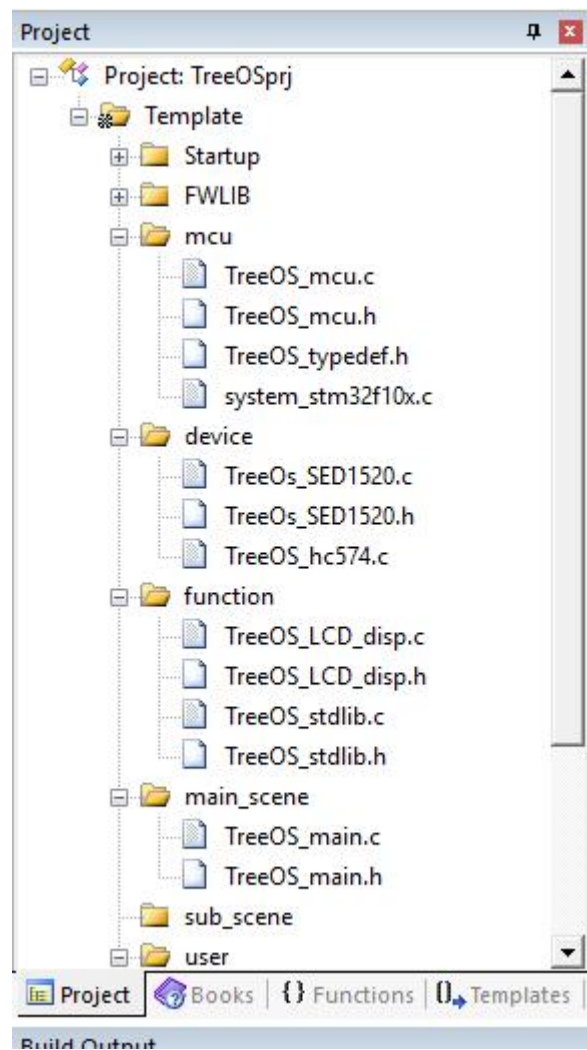 Project
Project: TreeOSprj
Template
Startup
FWLIB
mcu
TreeOS_mcu.c
TreeOS_mcu.h
TreeOS_typedef.h
system_stm32f10x.c
device
TreeOs_SED1520.c
TreeOs_SED1520.h
TreeOS_hc574.c
function
TreeOS_LCD_disp.c
TreeOS_LCD_disp.h
TreeOS_stdlib.c
TreeOS_stdlib.h
main_scene
TreeOS_main.c
TreeOS_main.h
sub_scene
user
Project Books {} Functions 0 Templates
Build Output